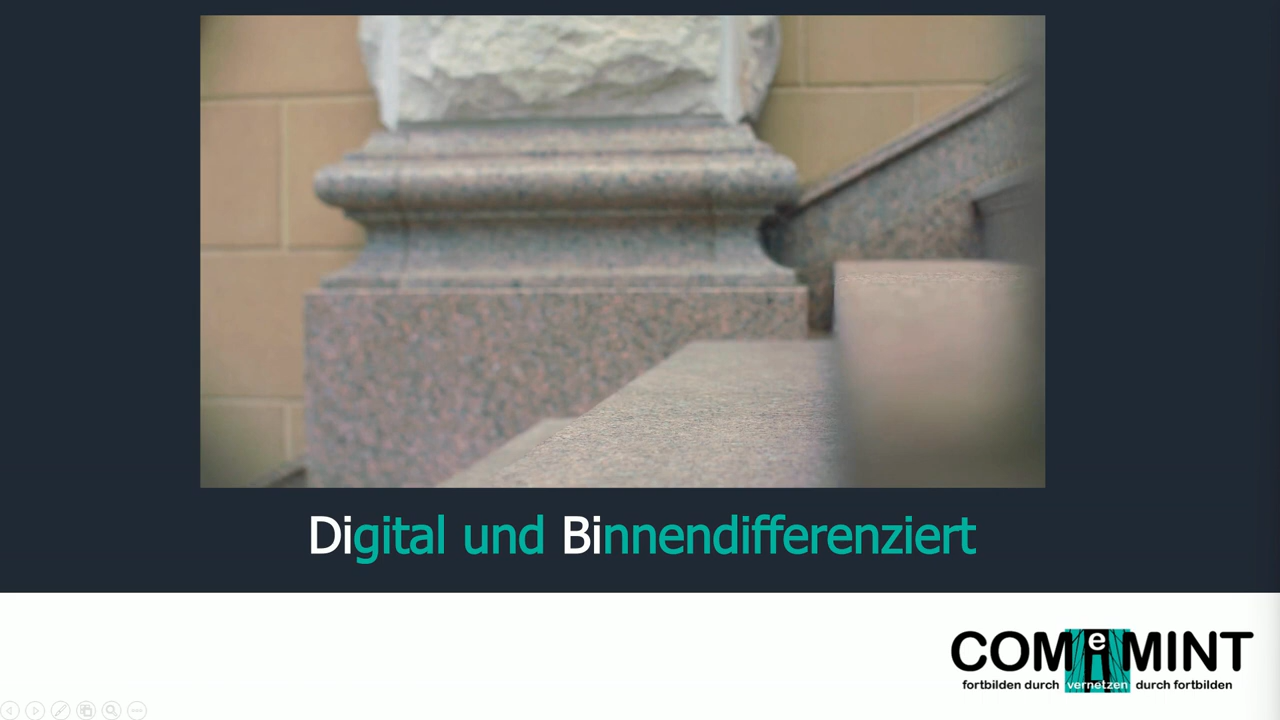 Digital und Binnendifferenziert
COMeMINT
fortbilden durch vernetzen durch fortbilden